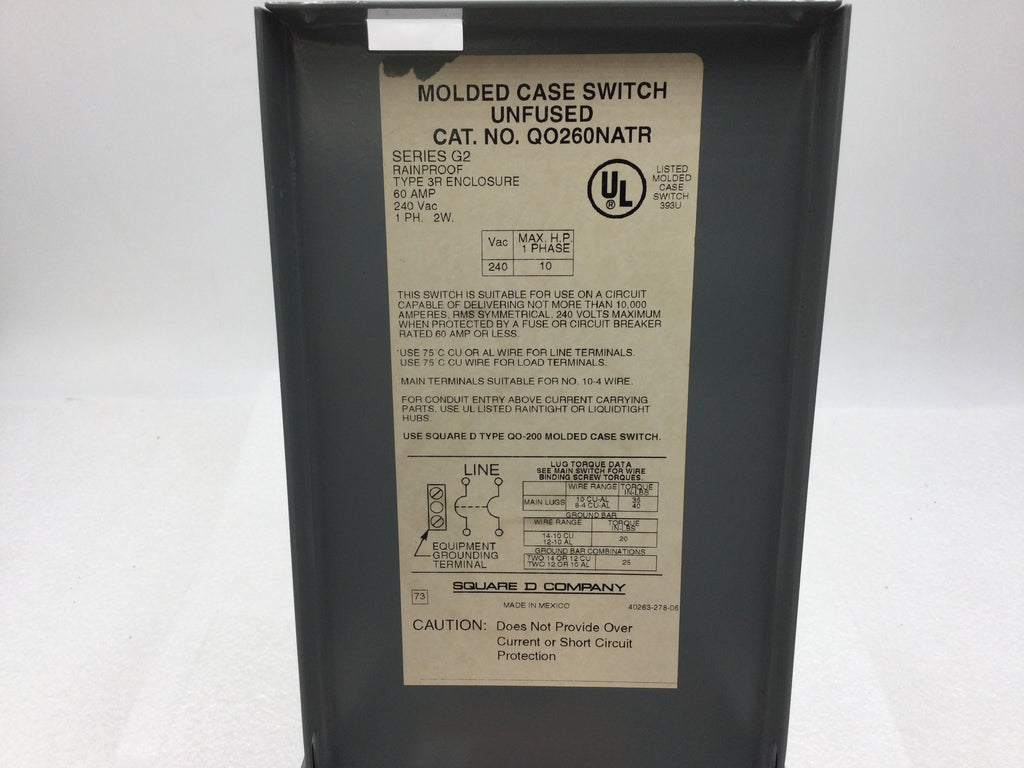 MOLDED CASE SWITCH
UNFUSED
CAT. NO. QO260NATR
SERIES G2
RAINPROOF
TYPE 3R ENCLOSURE
60 AMP
240 Vac
1 PH. 2W.
UL
®
LISTED
MOLDED
CASE
SWITCH
393U
Vac MAX. H.P.
1 PHASE
240 10
THIS SWITCH IS SUITABLE FOR USE ON A CIRCUIT
CAPABLE OF DELIVERING NOT MORE THAN 10,000
AMPERES, RMS SYMMETRICAL, 240 VOLTS MAXIMUM
WHEN PROTECTED BY A FUSE OR CIRCUIT BREAKER
RATED 60 AMP OR LESS.
USE 75°C CU OR AL WIRE FOR LINE TERMINALS.
USE 75°C CU WIRE FOR LOAD TERMINALS.
MAIN TERMINALS SUITABLE FOR NO. 10-4 WIRE.
FOR CONDUIT ENTRY ABOVE CURRENT CARRYING
PARTS, USE UL LISTED RAINTIGHT OR LIQUIDTIGHT
HUBS.
USE SQUARE D TYPE QO-200 MOLDED CASE SWITCH.
LINE
EQUIPMENT
GROUNDING
TERMINAL
LUG TORQUE DATA
SEE MAIN SWITCH FOR WIRE
BINDING SCREW TORQUES.
WIRE RANGE TORQUE
IN-LBS
MAIN LUGS 10 CU-AL 35
8-4 CU-AL 40
GROUND BAR
WIRE RANGE TORQUE
IN-LBS
14-10 CU
12-10 AL 20
GROUND BAR COMBINATIONS
TWO 14 OR 12 CU
TWO 12 OR 10 AL 25
SQUARE D COMPANY
73
MADE IN MEXICO
40263-278-06
CAUTION: Does Not Provide Over
Current or Short Circuit
Protection